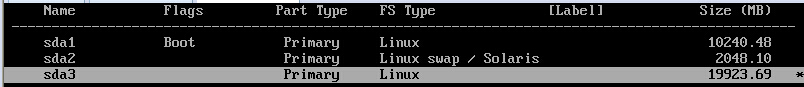 Name Flags Part Type FS Type [Label] Size (MB)
sda1 Boot Primary Linux 10240.48
sda2 Primary Linux swap / Solaris 2048.10
sda3 Primary Linux 19923.69 *